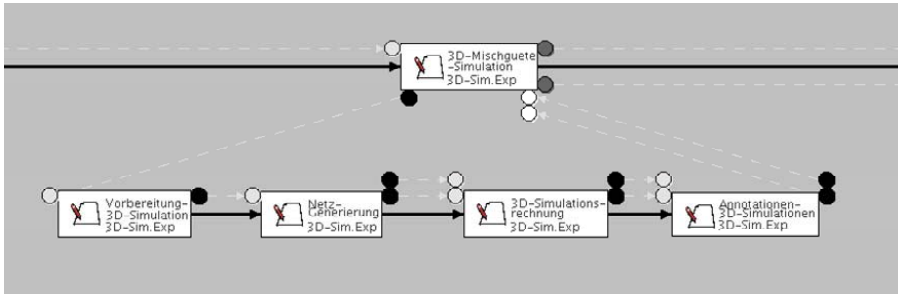 3D-Mischguete
-Simulation
3D-Sim.Exp
Vorbereitung-
3D-Simulation
3D-Sim.Exp
Netz-
Generierung
3D-Sim.Exp
3D-Simulations-
rechnung
3D-Sim.Exp
Annotationen-
3D-Simulationen
3D-Sim.Exp